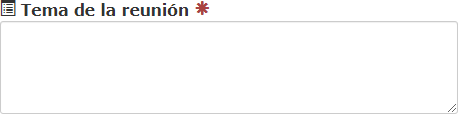 Tema de la reunión *